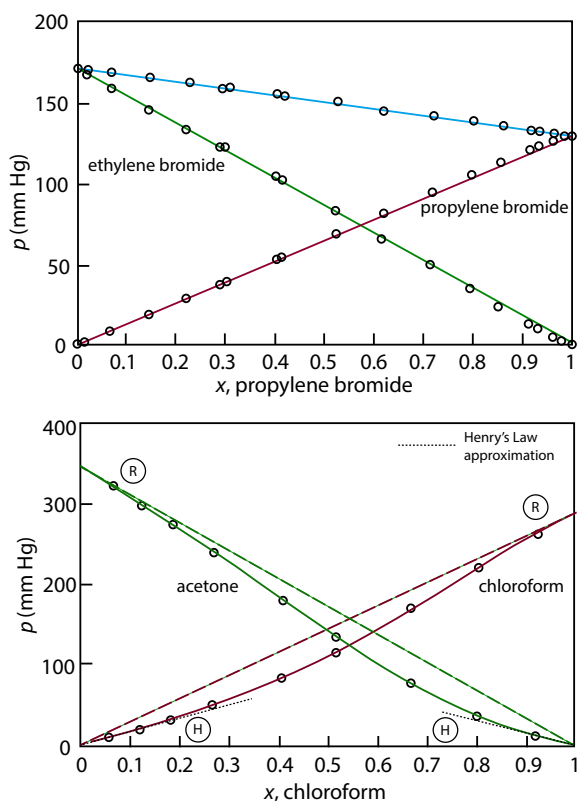 200
150
100
50
0
p (mm Hg)
ethylene bromide
propylene bromide
0 0.1 0.2 0.3 0.4 0.5 0.6 0.7 0.8 0.9 1
x, propylene bromide
400
300
200
100
0
p (mm Hg)
Henry's Law
approximation
R
R
acetone
chloroform
H
H
0 0.1 0.2 0.3 0.4 0.5 0.6 0.7 0.8 0.9 1
x, chloroform